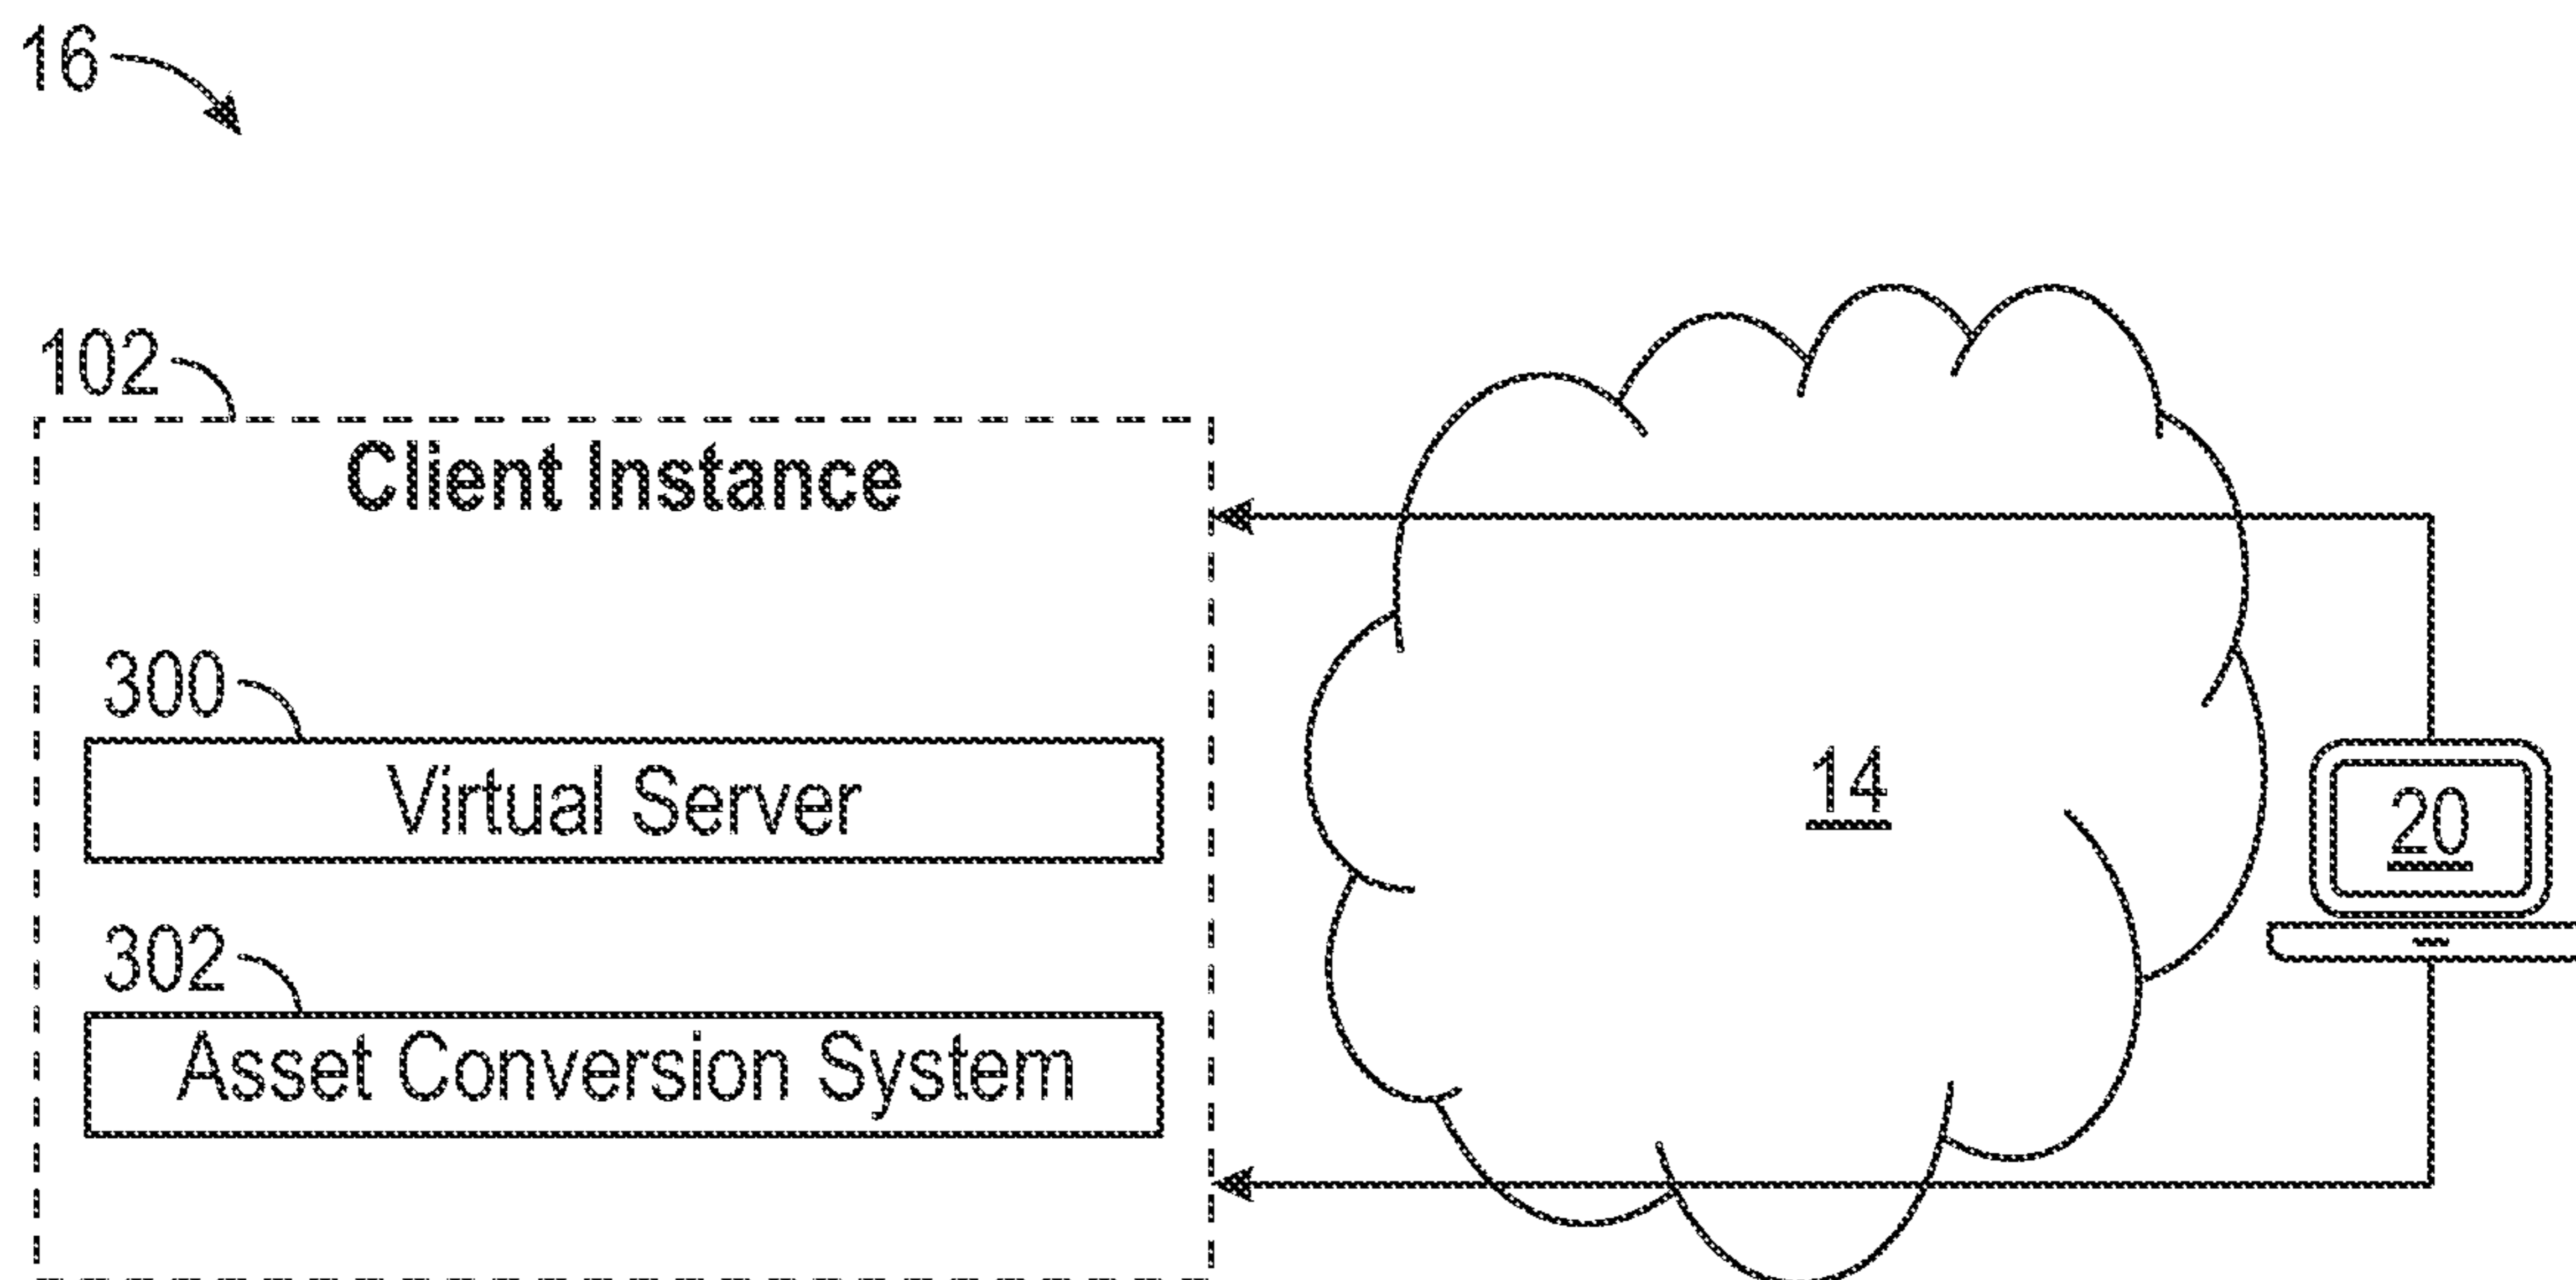 16
102
Client Instance
300
Virtual Server
14
20
302
Asset Conversion System